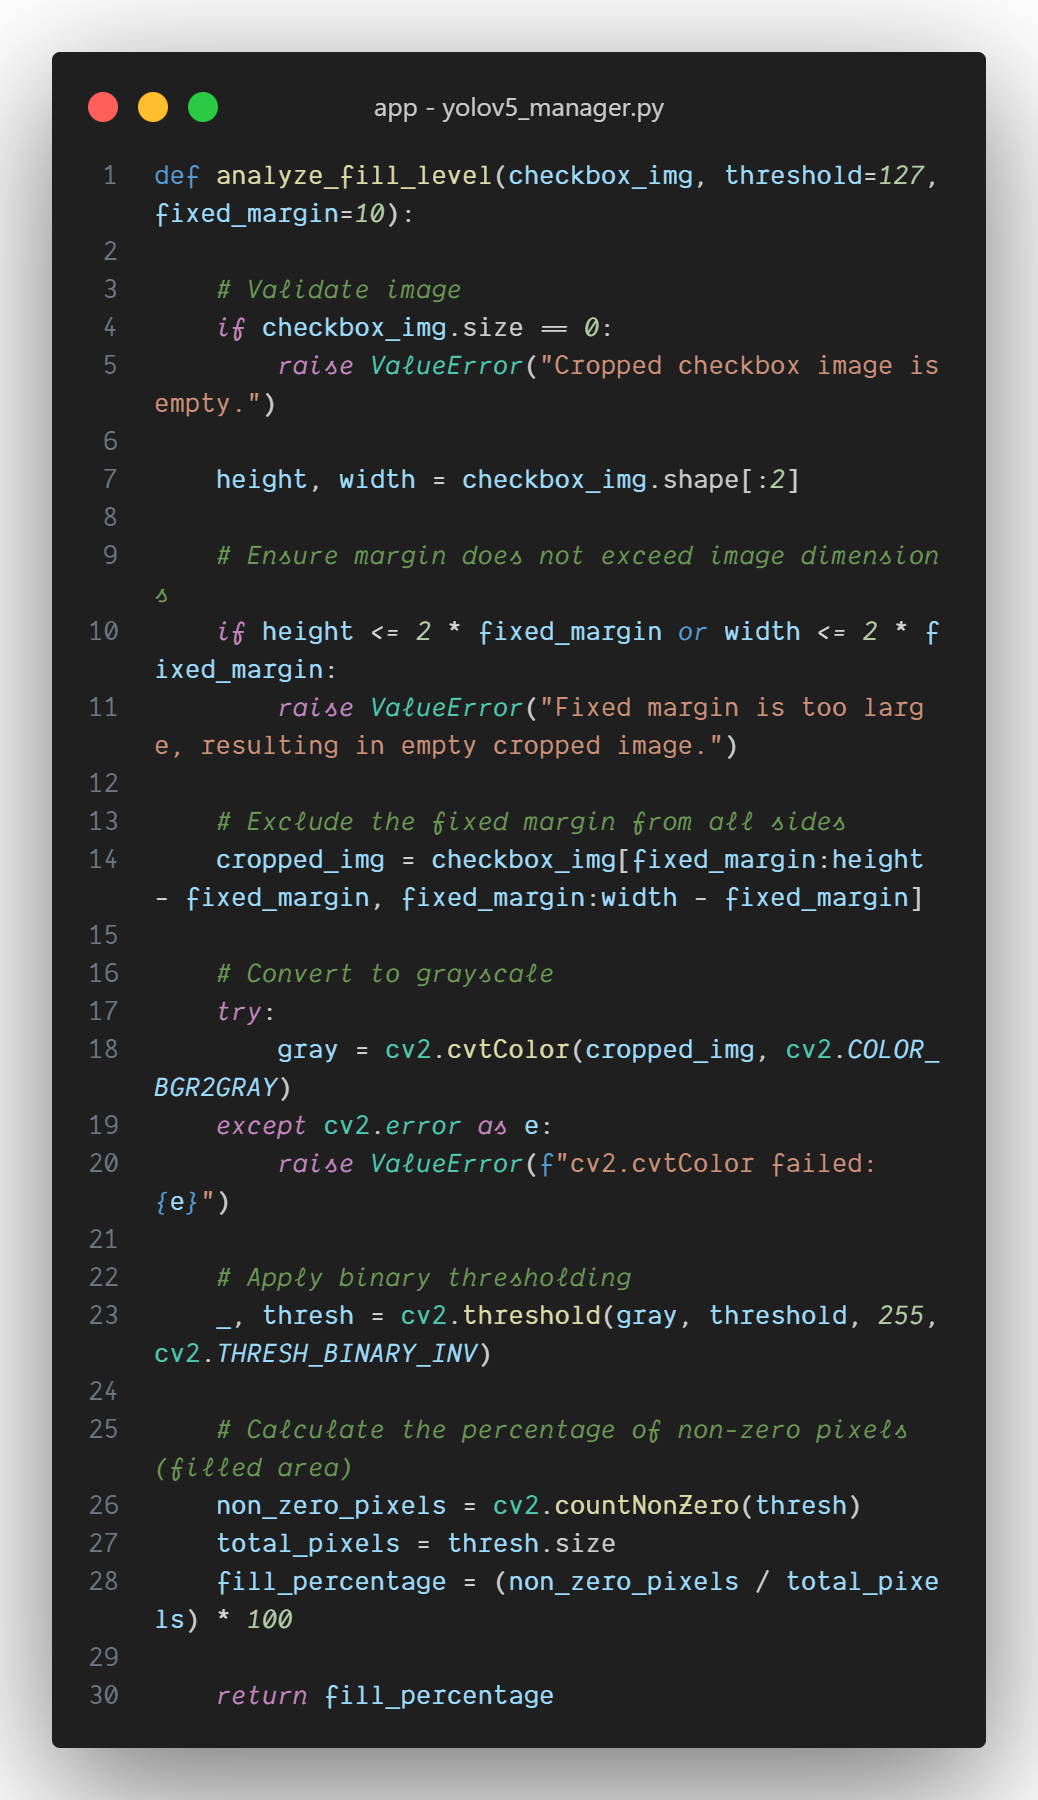 app - yolov5_manager.py
1 def analyze_fill_level(checkbox_img, threshold=127,
fixed_margin=10):
2
3     # Validate image
4     if checkbox_img.size == 0:
5         raise ValueError("Cropped checkbox image is
empty.")
6
7     height, width = checkbox_img.shape[:2]
8
9     # Ensure margin does not exceed image dimension
s
10     if height <= 2 * fixed_margin or width <= 2 * f
ixed_margin:
11         raise ValueError("Fixed margin is too larg
e, resulting in empty cropped image.")
12
13     # Exclude the fixed margin from all sides
14     cropped_img = checkbox_img[fixed_margin:height
- fixed_margin, fixed_margin:width - fixed_margin]
15
16     # Convert to grayscale
17     try:
18         gray = cv2.cvtColor(cropped_img, cv2.COLOR_
BGR2GRAY)
19     except cv2.error as e:
20         raise ValueError(f"cv2.cvtColor failed:
{e}")
21
22     # Apply binary thresholding
23     _, thresh = cv2.threshold(gray, threshold, 255,
cv2.THRESH_BINARY_INV)
24
25     # Calculate the percentage of non-zero pixels
(filled area)
26     non_zero_pixels = cv2.countNonZero(thresh)
27     total_pixels = thresh.size
28     fill_percentage = (non_zero_pixels / total_pixe
ls) * 100
29
30     return fill_percentage